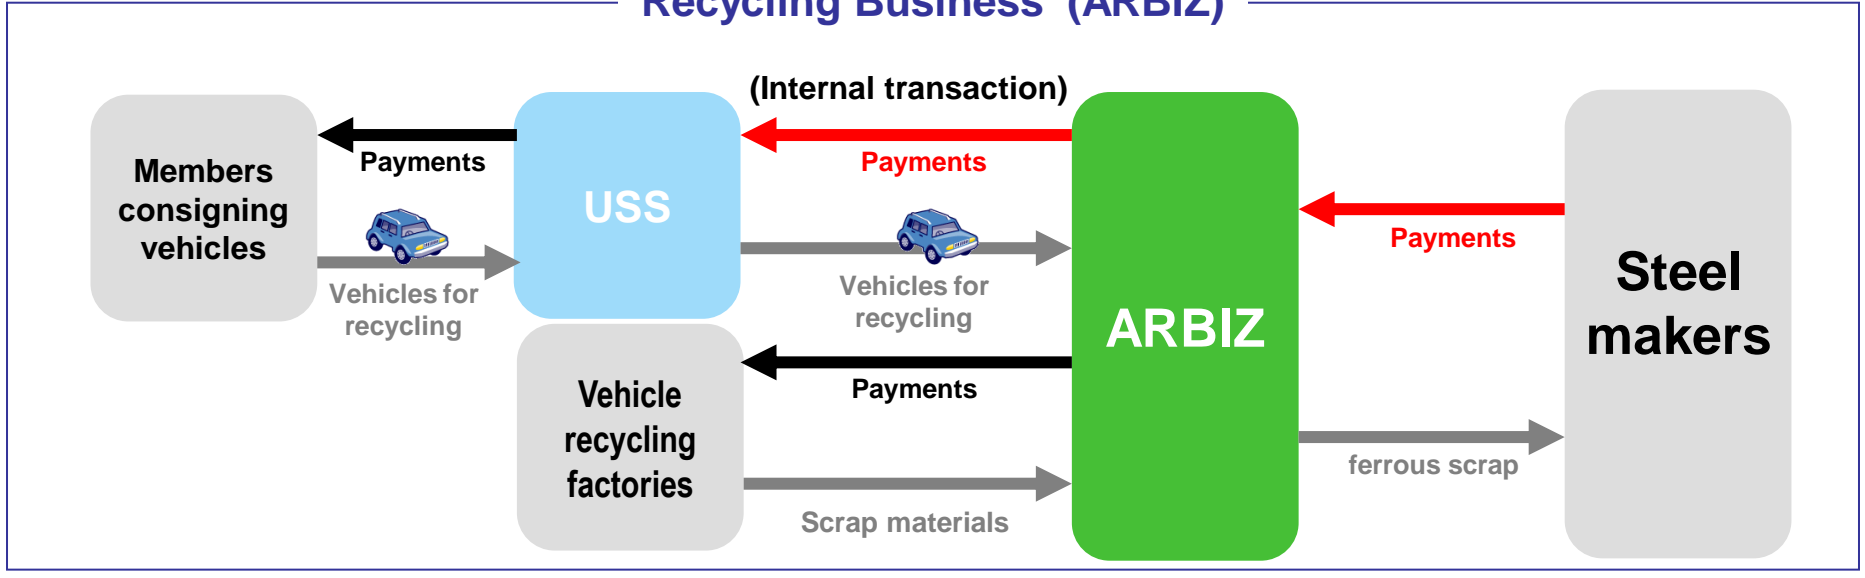 Recycling Business (ARBIZ)
(Internal transaction)
Members
consigning
vehicles
Payments
Vehicles for
recycling
USS
Payments
Vehicles for
recycling
Vehicle
recycling
factories
Payments
Scrap materials
ARBIZ
Payments
ferrous scrap
Steel
makers